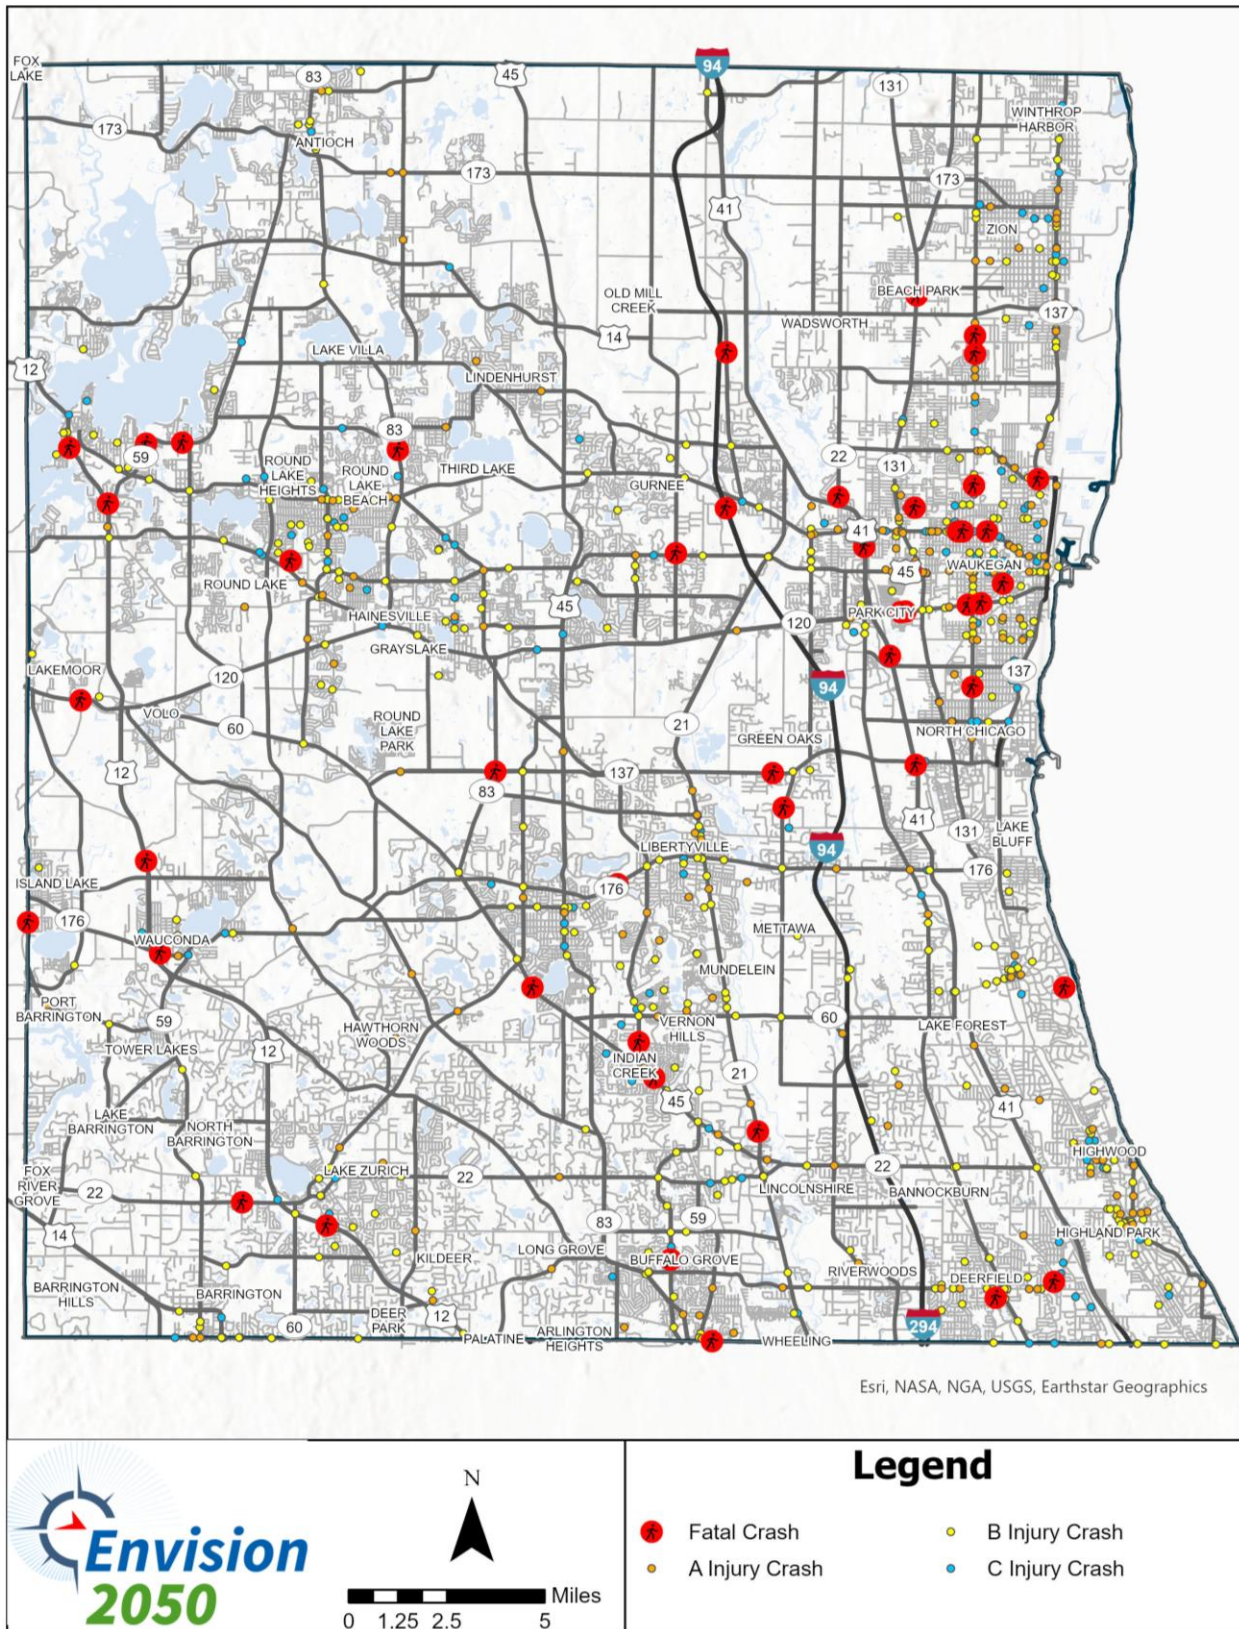 94
FOX
LAKE
83
45
131
WINTHROP
HARBOR
173
ANTIOCH
173
173
41
ZION
OLD MILL
CREEK
BEACH PARK
137
WADSWORTH
14
LAKE VILLA
12
LINDENHURST
83
59
22
131
ROUND
LAKE
HEIGHTS
ROUND
LAKE
BEACH
THIRD LAKE
GURNEE
41
WAUKEGAN
45
ROUND LAKE
HAINESVILLE
45
PARK CITY
120
GRAYSLAKE
LAKEMOOR
120
94
137
VOLO
60
ROUND
LAKE
PARK
21
GREEN OAKS
NORTH CHICAGO
12
137
83
41
131
LAKE
BLUFF
94
LIBERTYVILLE
176
ISLAND LAKE
176
176
WAUCONDA
METTAWA
MUNDELEIN
PORT
BARRINGTON
59
60
LAKE FOREST
HAWTHORN
WOODS
VERNON
HILLS
TOWER LAKES
12
INDIAN
CREEK
21
45
41
LAKE
BARRINGTON
NORTH
BARRINGTON
HIGHWOOD
FOX
RIVER
GROVE
22
LAKE ZURICH
22
22
LINCOLNSHIRE
BANNOCKBURN
14
83
59
HIGHLAND PARK
LONG GROVE
KILDEER
BUFFALO GROVE
RIVERWOODS
DEERFIELD
BARRINGTON
HILLS
BARRINGTON
60
DEER
PARK
12
PALATINE
ARLINGTON
HEIGHTS
WHEELING
294
Esri, NASA, NGA, USGS, Earthstar Geographics
Envision
2050
N
Miles
0 1.25 2.5 5
Legend
Fatal Crash
A Injury Crash
B Injury Crash
C Injury Crash